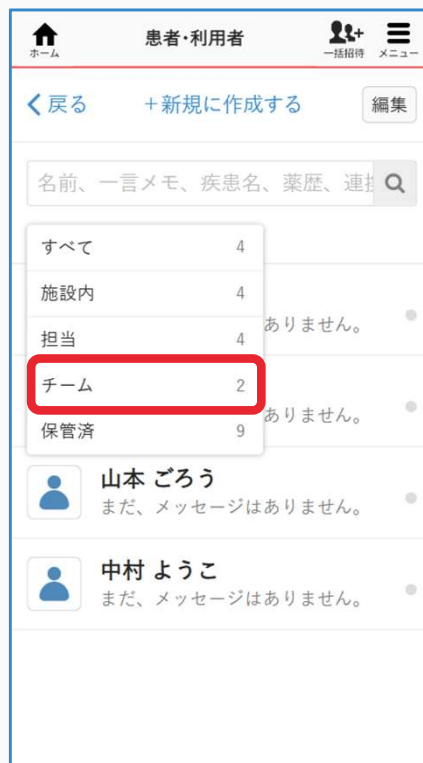 患者・利用者
ホーム
一括招待
メニュー
戻る
+新規に作成する
編集
名前、一言メモ、疾患名、薬歴、連
すべて 4
施設内 4
ありません。
担当 4
チーム 2
ありません。
保管済 9
山本 ごろう
まだ、メッセージはありません。
中村 ようこ
まだ、メッセージはありません。